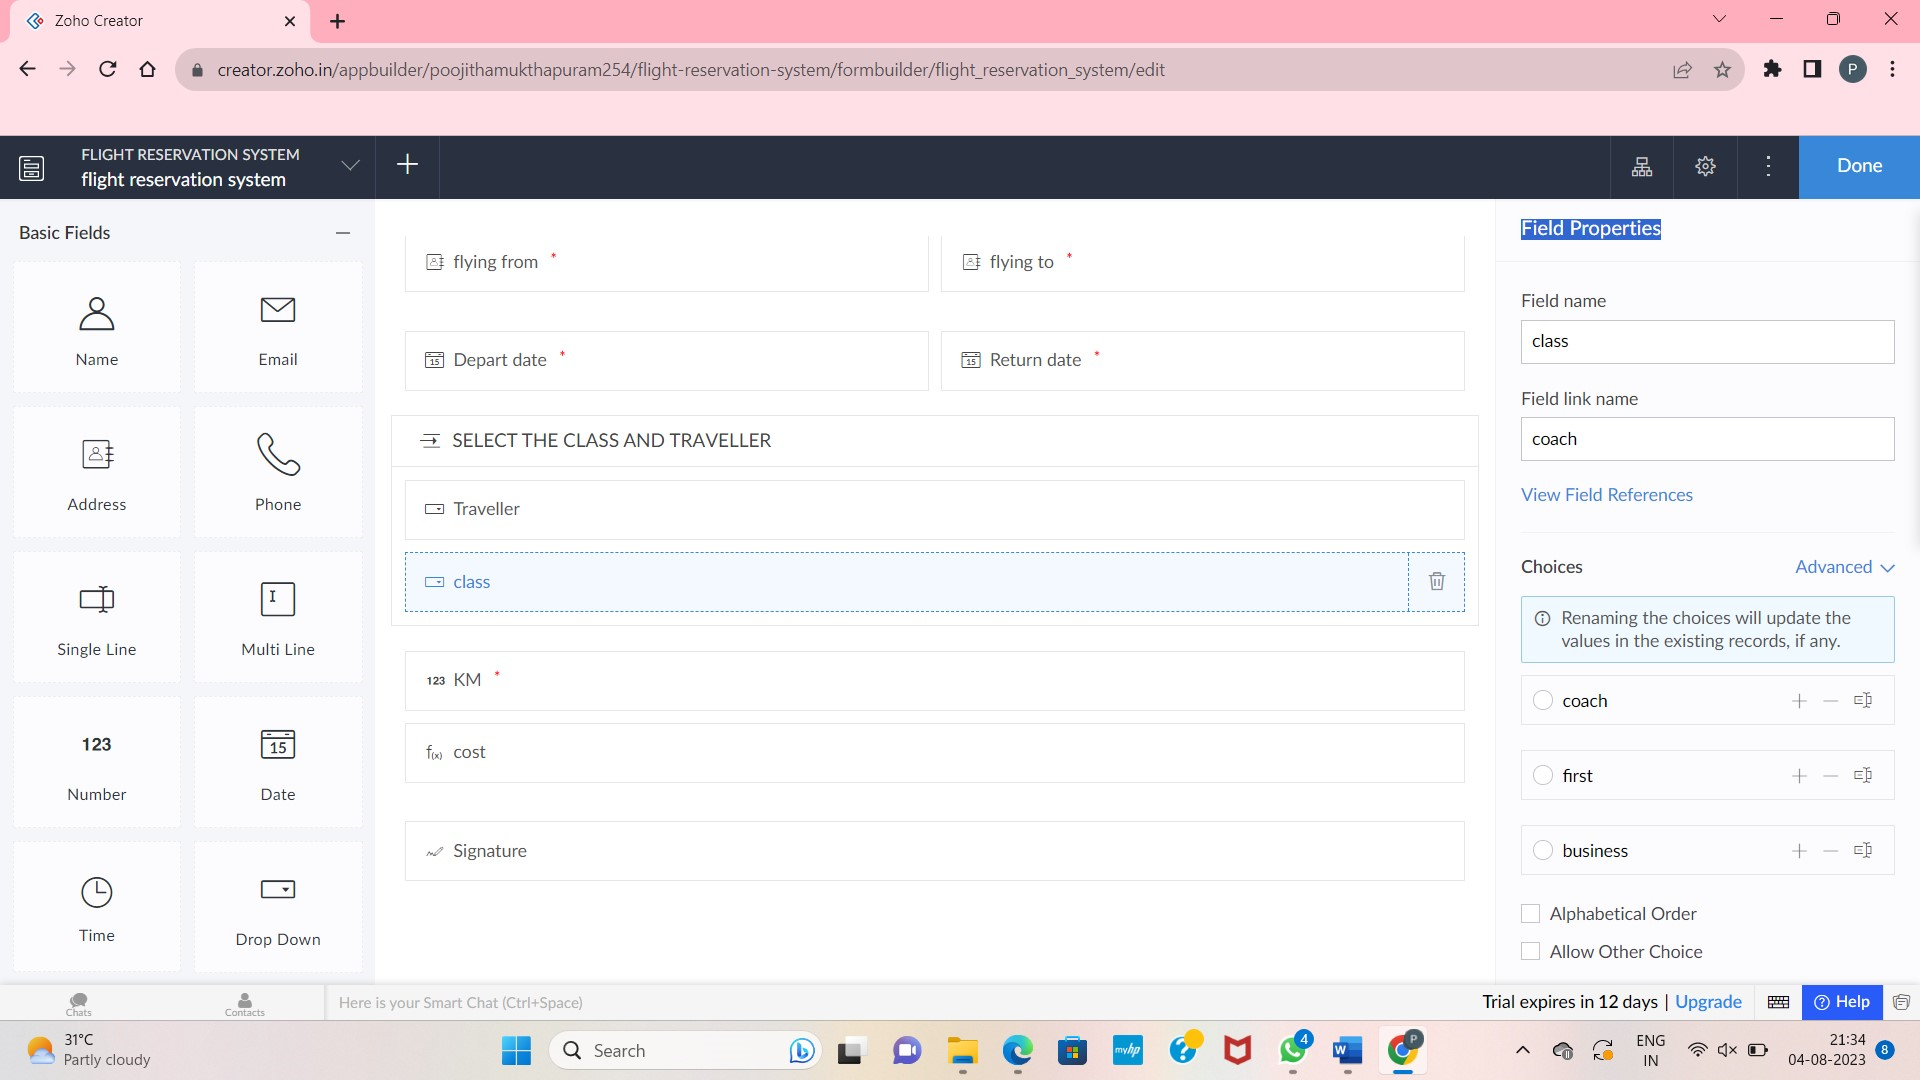 Zoho Creator
creator.zoho.in/appbuilder/poojithamukthapuram254/flight-reservation-system/formbuilder/flight_reservation_system/edit
P
FLIGHT RESERVATION SYSTEM
flight reservation system
Done
Basic Fields
Name
Email
Address
Phone
Single Line
Multi Line
123
Number
15
Date
Time
Drop Down
flying from *
flying to *
15 Depart date *
15 Return date *
SELECT THE CLASS AND TRAVELLER
Traveller
class
123 KM *
f(x) cost
Signature
Field Properties
Field name
class
Field link name
coach
View Field References
Choices
Advanced
Renaming the choices will update the
values in the existing records, if any.
coach
first
business
Alphabetical Order
Allow Other Choice
Chats
Contacts
Here is your Smart Chat (Ctrl+Space)
Trial expires in 12 days | Upgrade
Help
31°C
Partly cloudy
Search
myhp
4
W
P
ENG
IN
21:34
04-08-2023
8